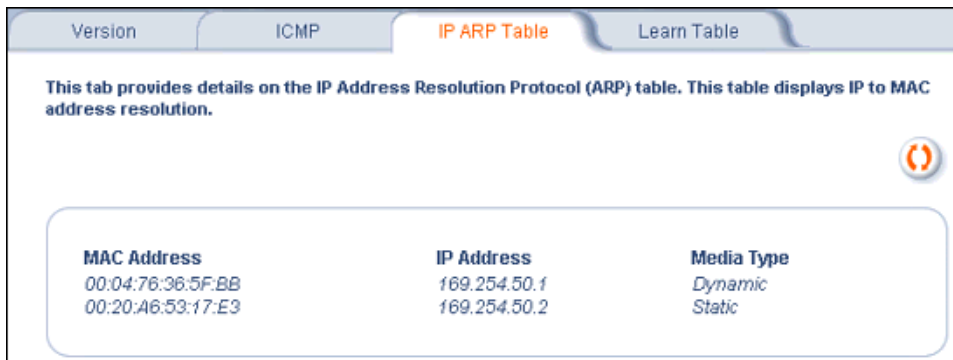 Version ICMP IP ARP Table Learn Table
This tab provides details on the IP Address Resolution Protocol (ARP) table. This table displays IP to MAC
address resolution.
MAC Address IP Address Media Type
00:04:76:36:5F:BB 169.254.50.1 Dynamic
00:20:A6:53:17:E3 169.254.50.2 Static